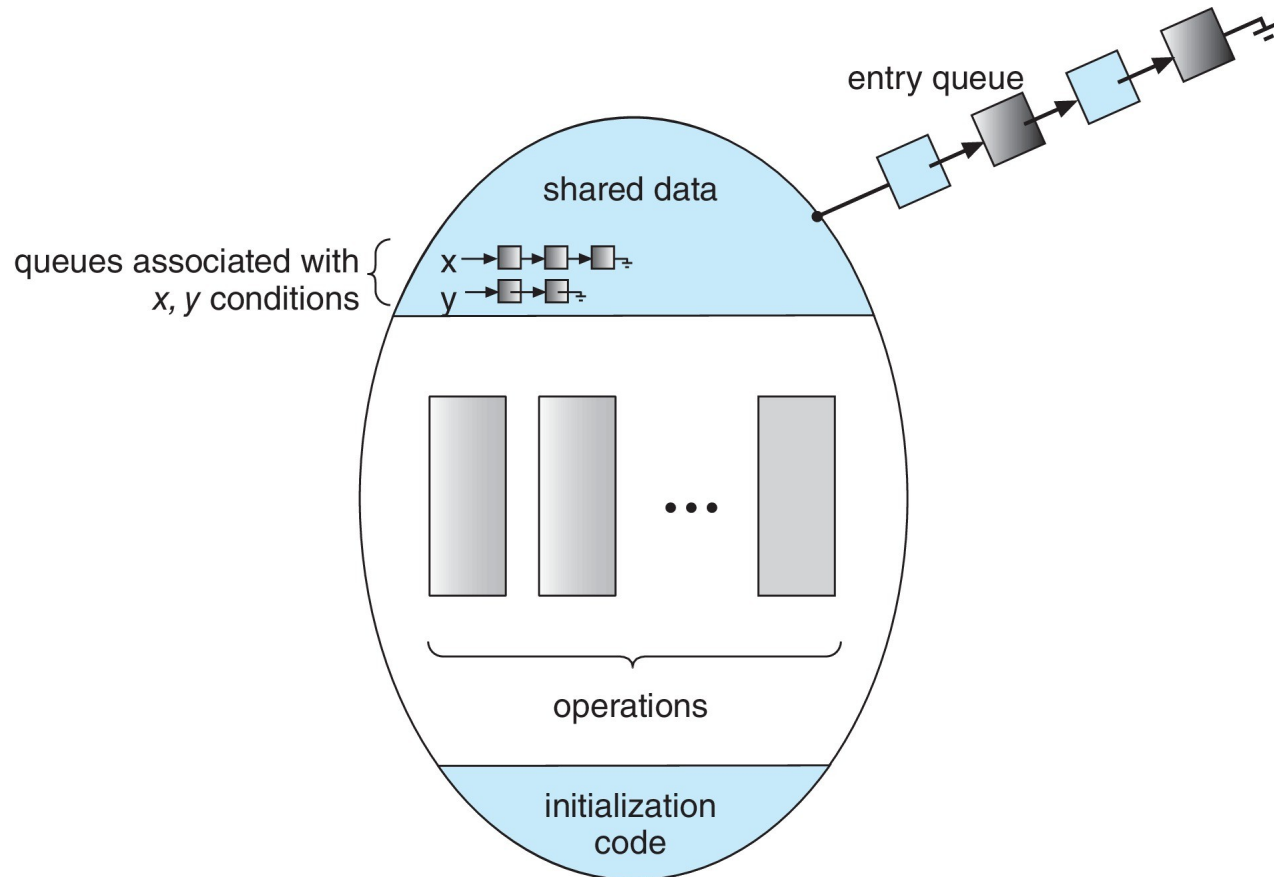 entry queue
shared data
queues associated with
x, y conditions
x
y
...
operations
initialization
code